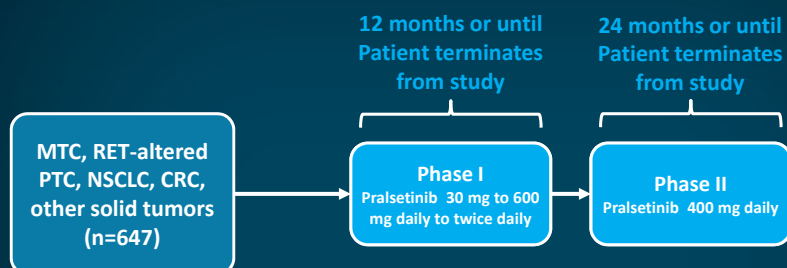 12 months or until
Patient terminates
from study
24 months or until
Patient terminates
from study
MTC, RET-altered
PTC, NSCLC, CRC,
other solid tumors
(n=647)
Phase I
Pralsetinib 30 mg to 600
mg daily to twice daily
Phase II
Pralsetinib 400 mg daily